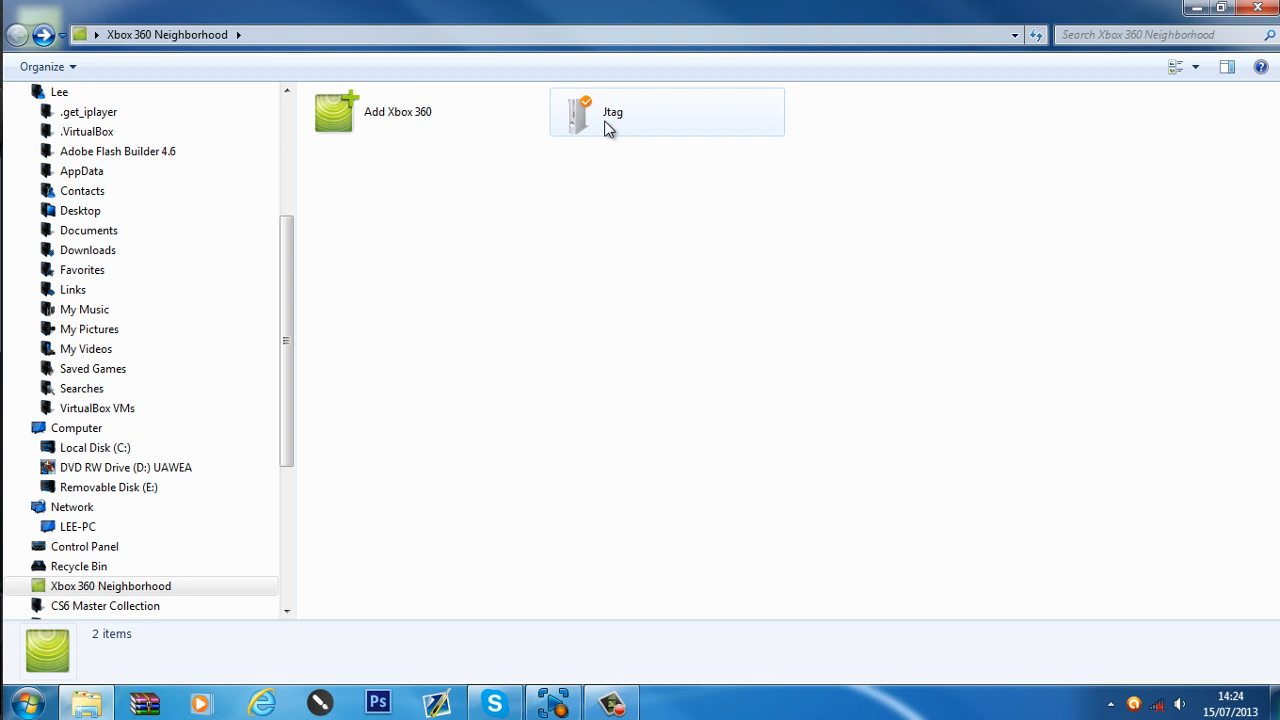 Xbox 360 Neighborhood
Search Xbox 360 Neighborhood
Organize
Lee
.get_iplayer
.VirtualBox
Adobe Flash Builder 4.6
AppData
Contacts
Desktop
Documents
Downloads
Favorites
Links
My Music
My Pictures
My Videos
Saved Games
Searches
VirtualBox VMs
Computer
Local Disk (C:)
DVD RW Drive (D:) UAWEA
Removable Disk (E:)
Network
LEE-PC
Control Panel
Recycle Bin
Xbox 360 Neighborhood
CS6 Master Collection
Add Xbox 360
Jtag
2 items
Ps
S
14:24
15/07/2013